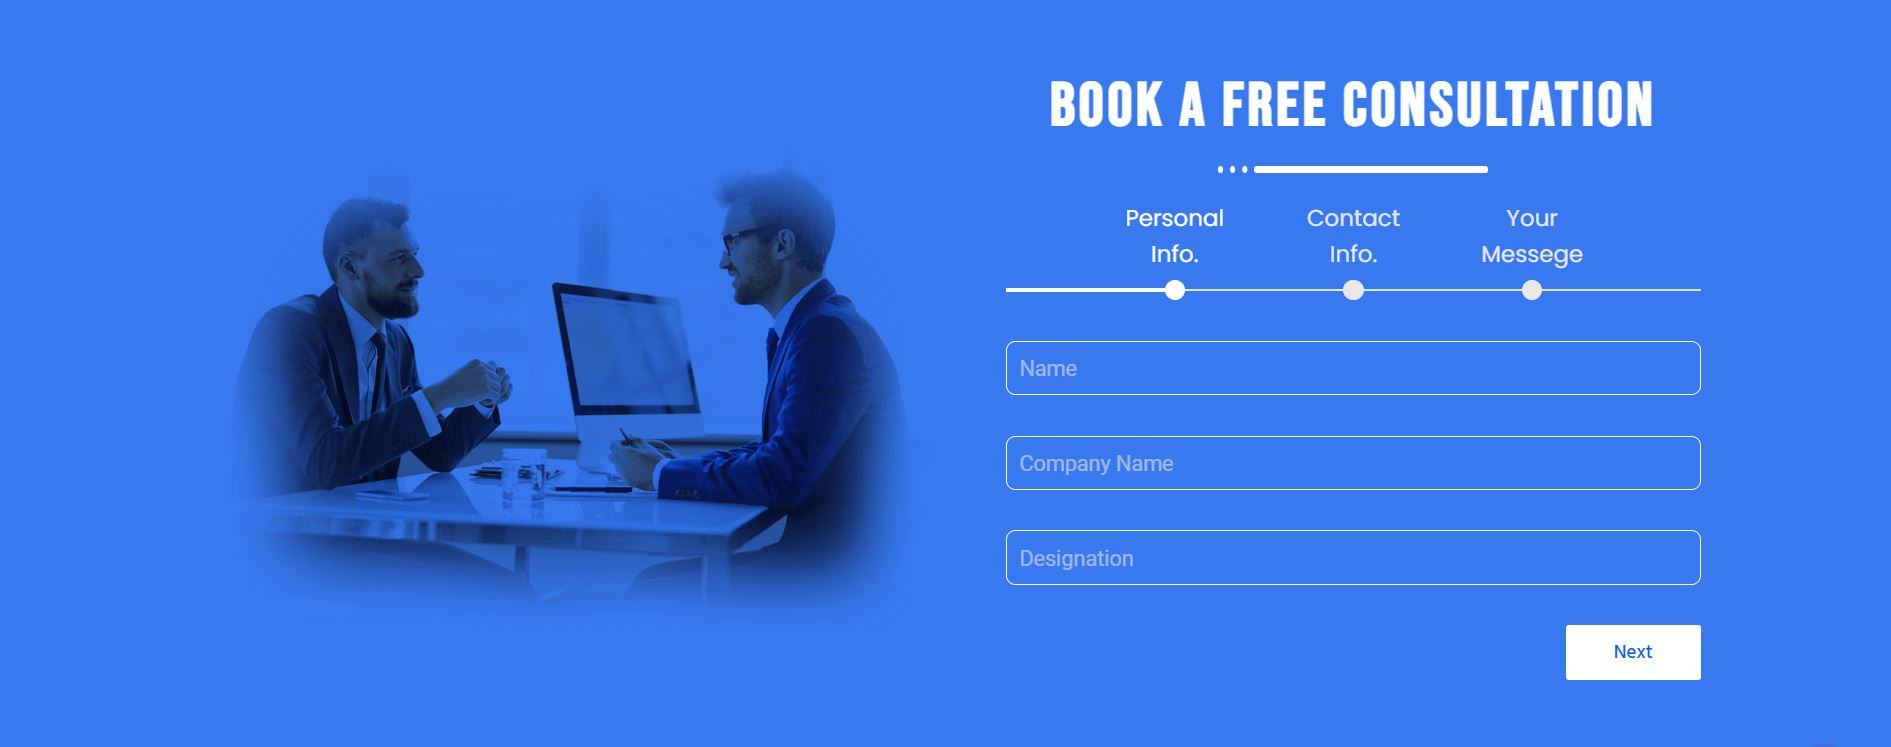 BOOK A FREE CONSULTATION
Personal
Info.
Contact
Info.
Your
Messege
Name
Company Name
Designation
Next